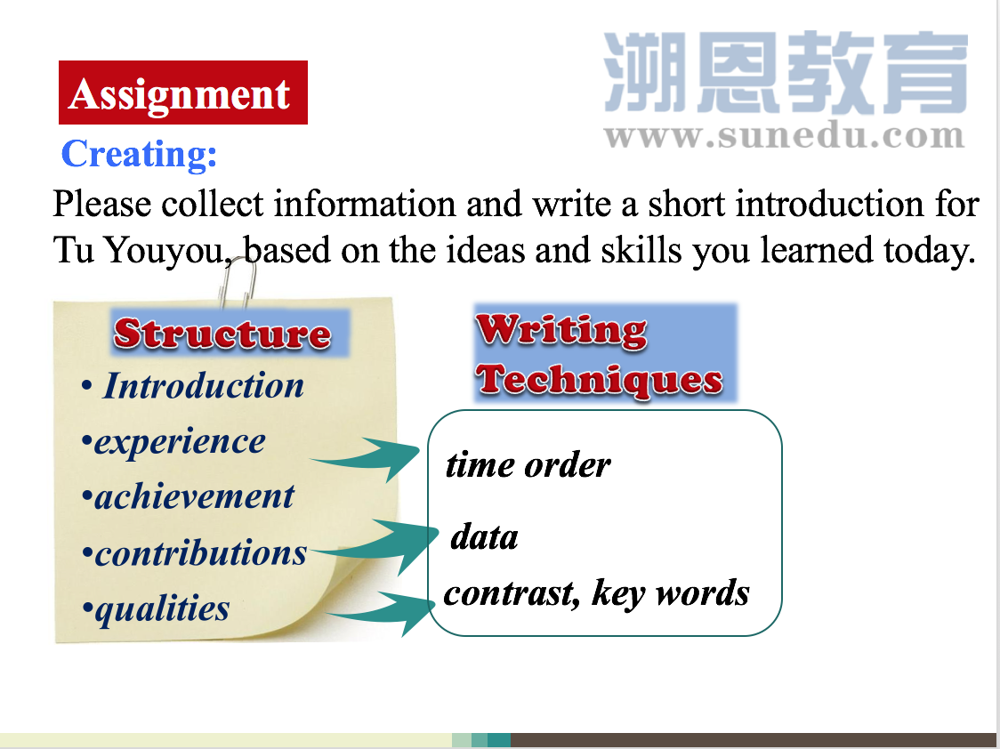 溯恩教育
www.sunedu.com
Assignment
Creating:
Please collect information and write a short introduction for
Tu Youyou, based on the ideas and skills you learned today.
Structure
• Introduction
•experience
•achievement
•contributions
•qualities
Writing
Techniques
time order
data
contrast, key words